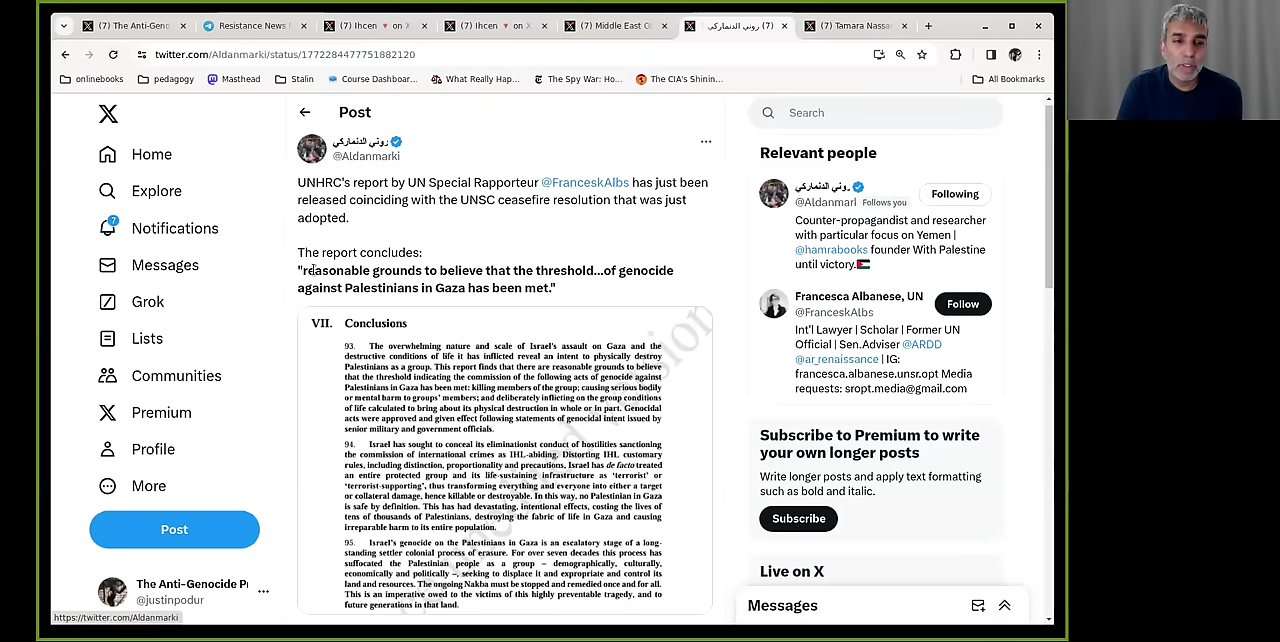 (7) The Anti-Geno
Resistance News
(7) Ihcen 🔻 on X
(7) Ihcen 🔻 on
(7) Middle East O
روني الدنماركي (7)
(7) Tamara Nassa
twitter.com/Aldanmarki/status/1772284477751882120
onlinebooks
pedagogy
Masthead
Stalin
Course Dashboar...
What Really Hap...
The Spy War: Ho...
The CIA's Shinin...
All Bookmarks
Home
Explore
7
Notifications
Messages
Grok
Lists
Communities
Premium
Profile
More
Post
The Anti-Genocide Pr
@justinpodur
https://twitter.com/Aldanmarki
Post
روني الدنماركي
@Aldanmarki
UNHRC's report by UN Special Rapporteur @FranceskAlbs has just been
released coinciding with the UNSC ceasefire resolution that was just
adopted.
The report concludes:
"reasonable grounds to believe that the threshold...of genocide
against Palestinians in Gaza has been met."
VII. Conclusions
93. The overwhelming nature and scale of Israel's assault on Gaza and the
destructive conditions of life it has inflicted reveal an intent to physically destroy
Palestinians as a group. This report finds that there are reasonable grounds to believe
that the threshold indicating the commission of the following acts of genocide against
Palestinians in Gaza has been met: killing members of the group; causing serious bodily
or mental harm to groups' members; and deliberately inflicting on the group conditions
of life calculated to bring about its physical destruction in whole or in part. Genocidal
acts were approved and given effect following statements of genocidal intent issued by
senior military and government officials.
94. Israel has sought to conceal its eliminationist conduct of hostilities sanctioning
the commission of international crimes as IHL-abiding. Distorting IHL customary
rules, including distinction, proportionality and precautions, Israel has de facto treated
an entire protected group and its life-sustaining infrastructure as 'terrorist' or
'terrorist-supporting', thus transforming everything and everyone into either a target
or collateral damage, hence killable or destroyable. In this way, no Palestinian in Gaza
is safe by definition. This has had devastating, intentional effects, costing the lives of
tens of thousands of Palestinians, destroying the fabric of life in Gaza and causing
irreparable harm to its entire population.
95. Israel's genocide on the Palestinians in Gaza is an escalatory stage of a long-
standing settler colonial process of erasure. For over seven decades this process has
suffocated the Palestinian people as a group – demographically, culturally,
economically and politically –, seeking to displace it and expropriate and control its
land and resources. The ongoing Nakba must be stopped and remedied once and for all.
This is an imperative owed to the victims of this highly preventable tragedy, and to
future generations in that land.
Search
Relevant people
روني الدنماركي
@Aldanmarl Follows you
Following
Counter-propagandist and researcher
with particular focus on Yemen |
@hamrabooks founder With Palestine
until victory.🇵🇸
Francesca Albanese, UN
@FranceskAlbs
Follow
Int'l Lawyer | Scholar | Former UN
Official | Sen.Adviser @ARDD
@ar_renaissance | IG:
francesca.albanese.unsr.opt Media
requests: sropt.media@gmail.com
Subscribe to Premium to write
your own longer posts
Write longer posts and apply text formatting
such as bold and italic.
Subscribe
Live on X
Messages